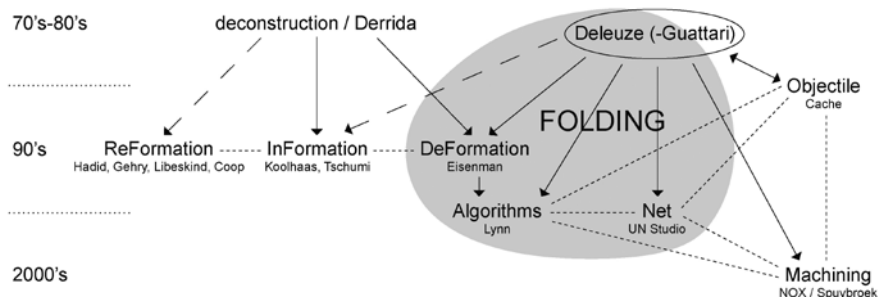 70's-80's
deconstruction / Derrida
Deleuze (-Guattari)
Objectile
Cache
FOLDING
90's
ReFormation
Hadid, Gehry, Libeskind, Coop
InFormation
Koolhaas, Tschumi
DeFormation
Eisenman
Algorithms
Lynn
Net
UN Studio
2000's
Machining
NOX / Spuybroek